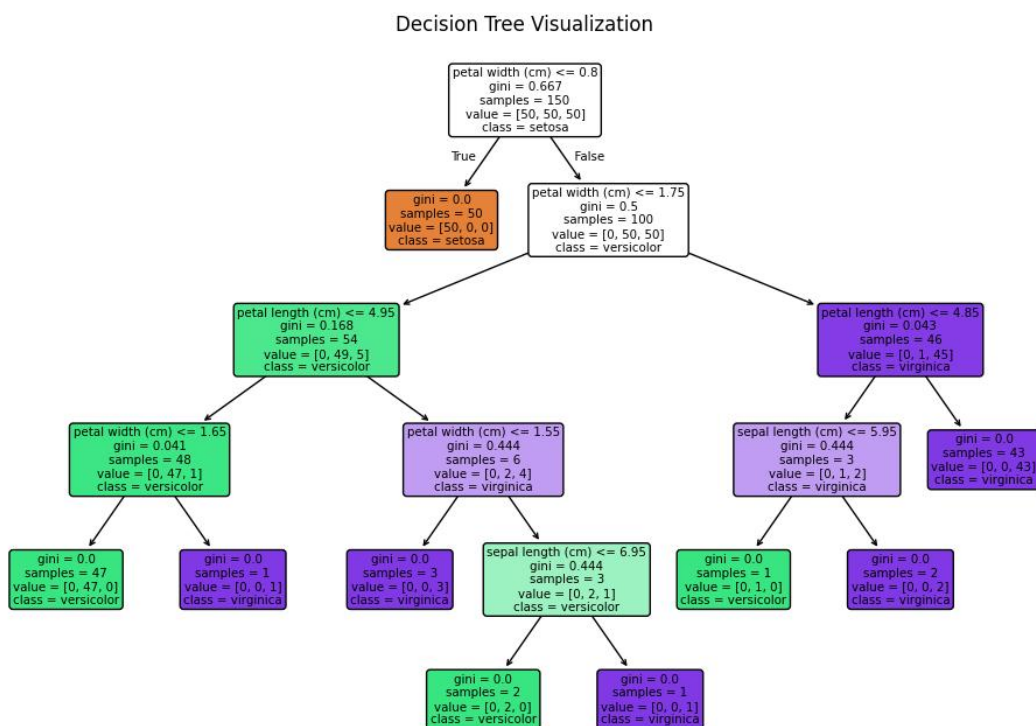 Decision Tree Visualization
petal width (cm) <= 0.8
gini = 0.667
samples = 150
value = [50, 50, 50]
class = setosa
True
False
gini = 0.0
samples = 50
value = [50, 0, 0]
class = setosa
petal width (cm) <= 1.75
gini = 0.5
samples = 100
value = [0, 50, 50]
class = versicolor
petal length (cm) <= 4.95
gini = 0.168
samples = 54
value = [0, 49, 5]
class = versicolor
petal length (cm) <= 4.85
gini = 0.043
samples = 46
value = [0, 1, 45]
class = virginica
petal width (cm) <= 1.65
gini = 0.041
samples = 48
value = [0, 47, 1]
class = versicolor
petal width (cm) <= 1.55
gini = 0.444
samples = 6
value = [0, 2, 4]
class = virginica
sepal length (cm) <= 5.95
gini = 0.444
samples = 3
value = [0, 1, 2]
class = virginica
gini = 0.0
samples = 43
value = [0, 0, 43]
class = virginica
gini = 0.0
samples = 47
value = [0, 47, 0]
class = versicolor
gini = 0.0
samples = 1
value = [0, 0, 1]
class = virginica
gini = 0.0
samples = 3
value = [0, 0, 3]
class = virginica
sepal length (cm) <= 6.95
gini = 0.444
samples = 3
value = [0, 2, 1]
class = versicolor
gini = 0.0
samples = 1
value = [0, 1, 0]
class = versicolor
gini = 0.0
samples = 2
value = [0, 0, 2]
class = virginica
gini = 0.0
samples = 2
value = [0, 2, 0]
class = versicolor
gini = 0.0
samples = 1
value = [0, 0, 1]
class = virginica